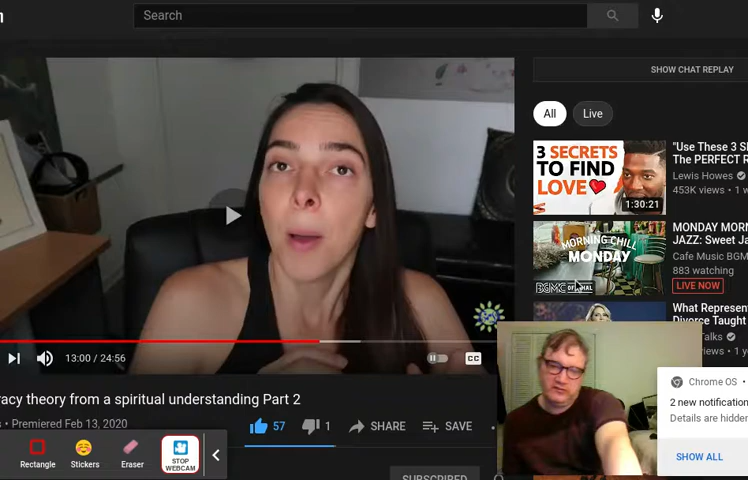 Search
SHOW CHAT REPLAY
All
Live
3 SECRETS
TO FIND
LOVE
1:30:21
"Use These 3 S
The PERFECT R
Lewis Howes
453K views • 1 w
MORNING CHILL
MONDAY
MONDAY MOR
JAZZ: Sweet Ja
Cafe Music BGM
883 watching
LIVE NOW
What Represen
Divorce Taught
Talks
views • 1 y
13:00 / 24:56
CC
racy theory from a spiritual understanding Part 2
s • Premiered Feb 13, 2020
57
1
SHARE
SAVE
SUBSCRIBED
Rectangle
Stickers
Eraser
STOP
WEBCAM
Chrome OS •
2 new notification
Details are hidden
SHOW ALL